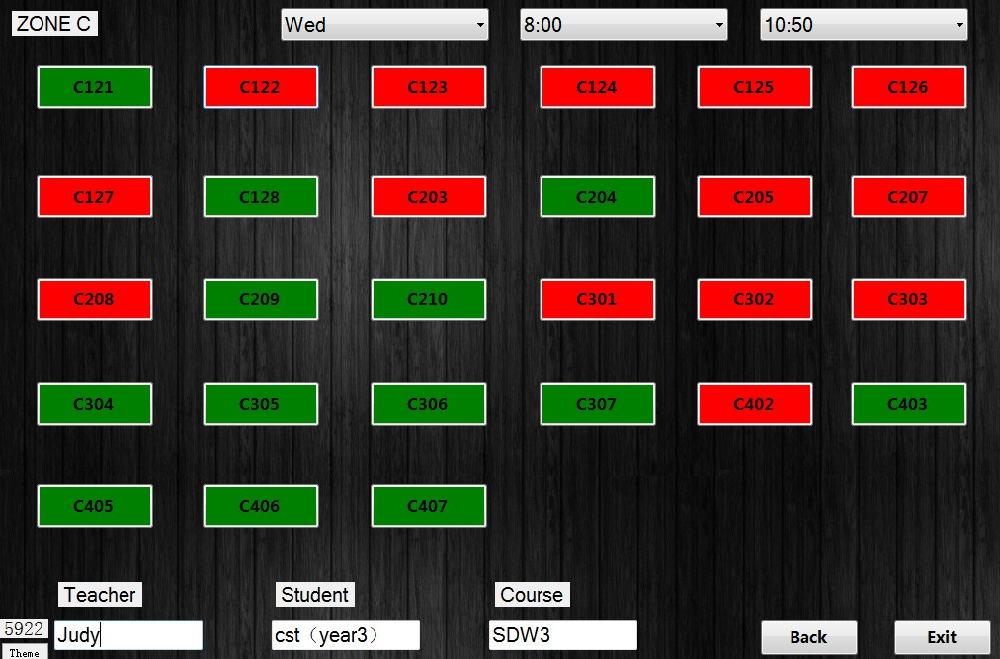 ZONE C Wed 8:00 10:50
C121 C122 C123 C124 C125 C126
C127 C128 C203 C204 C205 C207
C208 C209 C210 C301 C302 C303
C304 C305 C306 C307 C402 C403
C405 C406 C407
Teacher Student Course
5922 Judy cst（year3） SDW3 Back Exit
Theme